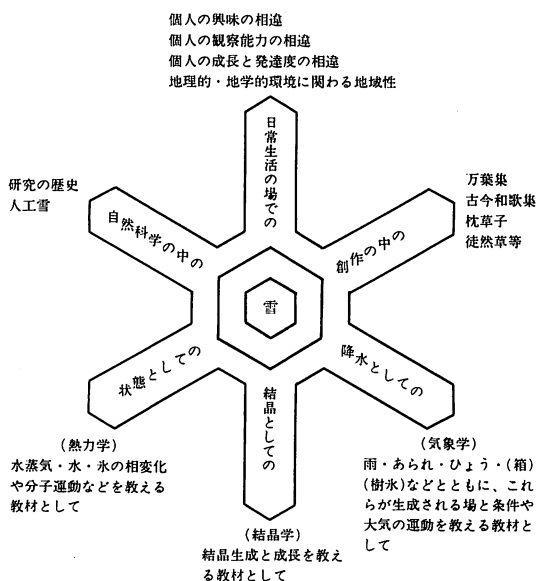 個人の興味の相違
個人の観察能力の相違
個人の成長と発達度の相違
地理的・地学的環境に関わる地域性
日常生活の場での
研究の歴史
人工雪
自然科学の中の
万葉集
古今和歌集
枕草子
徒然草等
創作の中の
雪
状態としての
結晶としての
降水としての
(熱力学)
水蒸気・水・氷の相変化
や分子運動などを教える
教材として
(気象学)
雨・あられ・ひょう・(箱)
(樹氷)などとともに、これ
らが生成される場と条件や
大気の運動を教える教材と
して
(結晶学)
結晶生成と成長を教え
る教材として